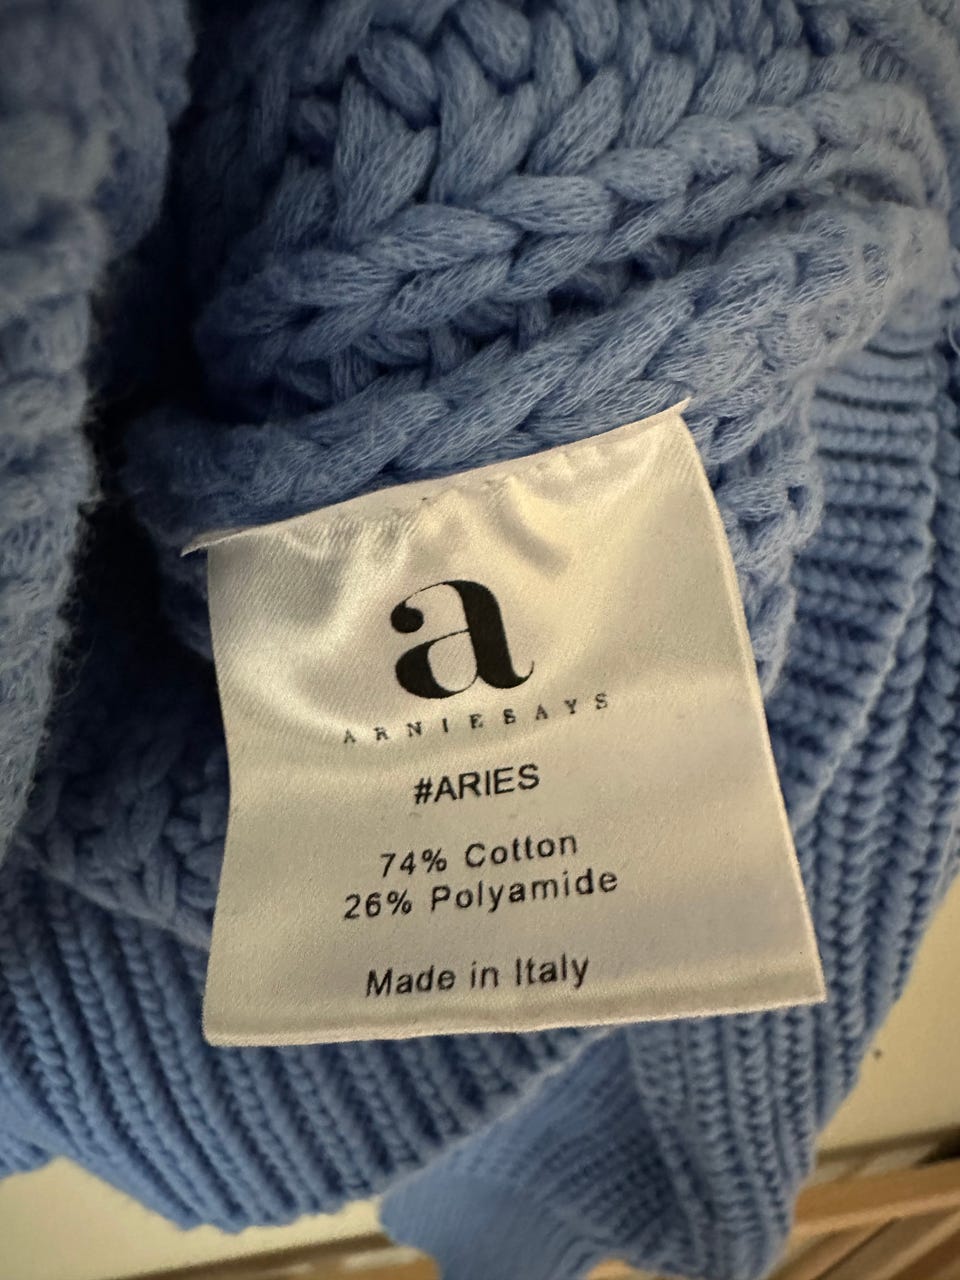 a
ARNIESAYS
#ARIES
74% Cotton
26% Polyamide
Made in Italy